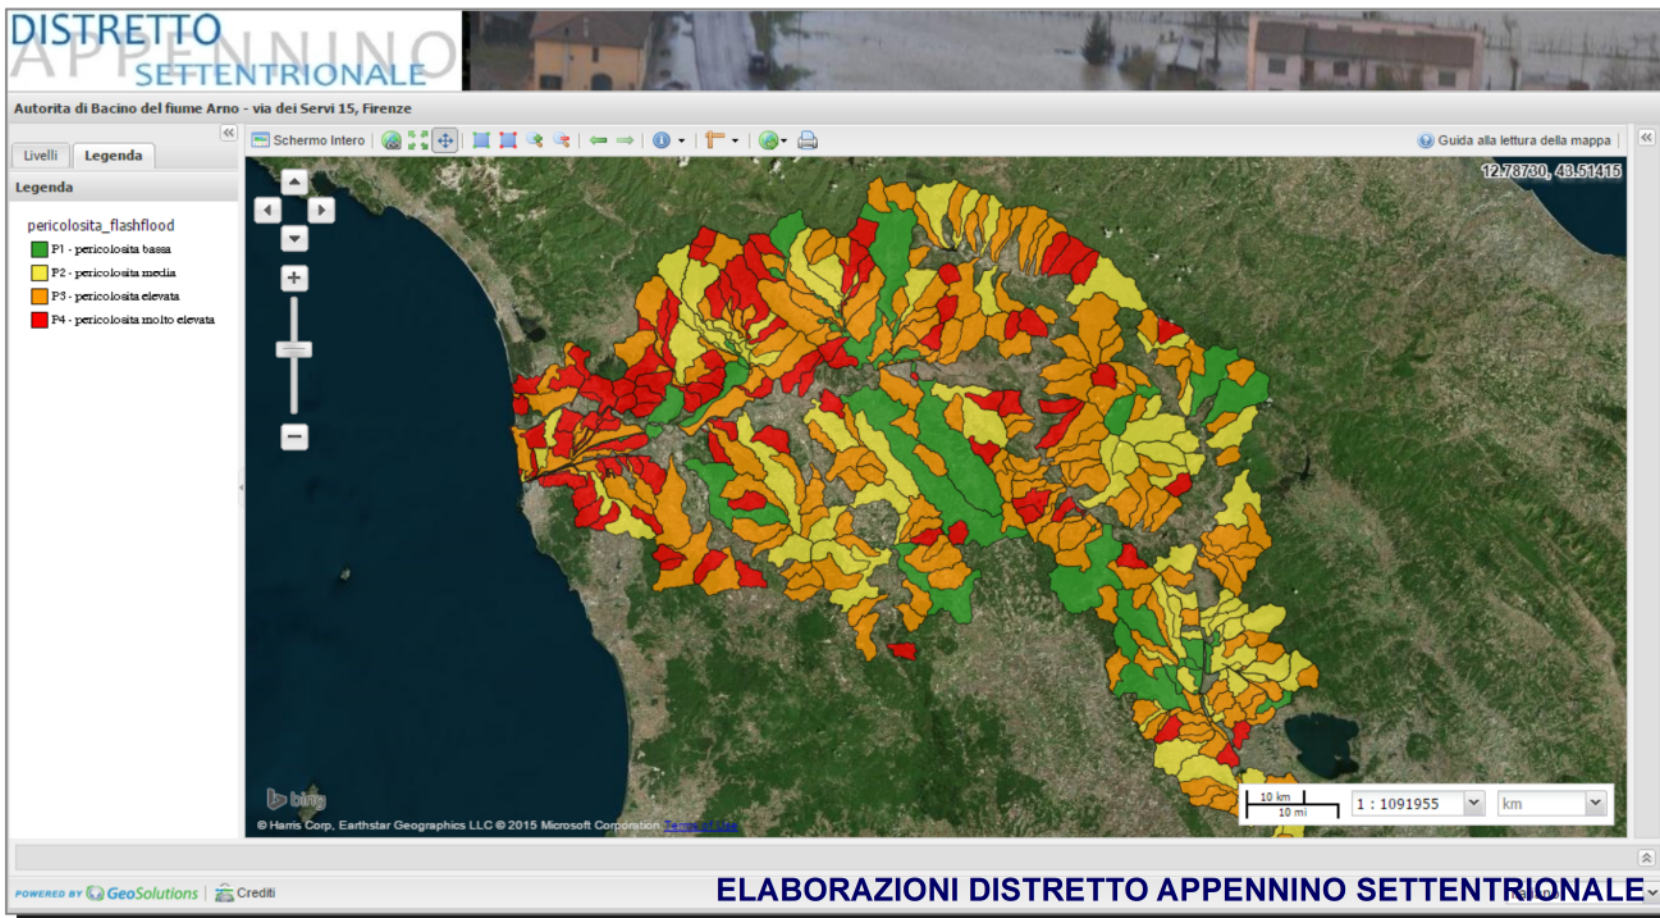 DISTRETTO
APPENNINO
SETTENTRIONALE
Autorita di Bacino del fiume Arno - via dei Servi 15, Firenze
Livelli
Legenda
Schermo Intero
Guida alla lettura della mappa
Legenda
12.78730, 43.51415
pericolosita_flashflood
P1 - pericolosita bassa
P2 - pericolosita media
P3 - pericolosita elevata
P4 - pericolosita molto elevata
bing
10 km
10 mi
1 : 1091955
km
© Harris Corp, Earthstar Geographics LLC © 2015 Microsoft Corporation Terms of Use
POWERED BY GeoSolutions
Crediti
ELABORAZIONI DISTRETTO APPENNINO SETTENTRIONALE